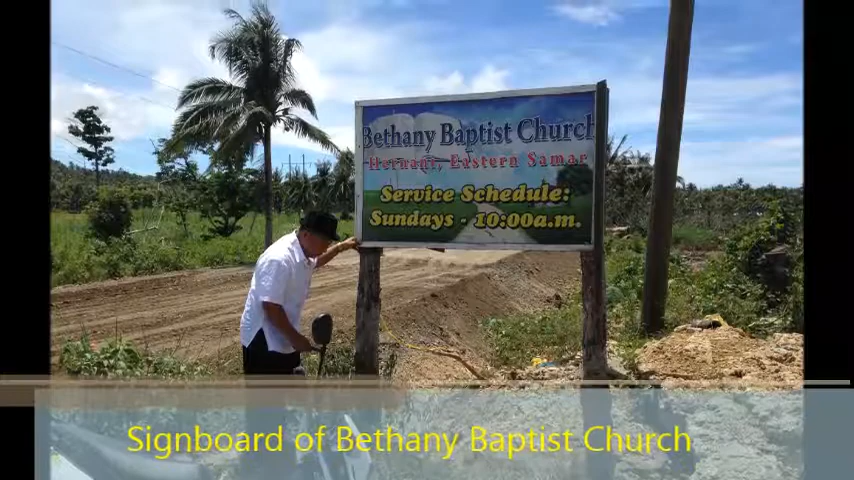 Bethany Baptist Church
Hernani, Eastern Samar
Service Schedule:
Sundays - 10:00a.m.
Signboard of Bethany Baptist Church